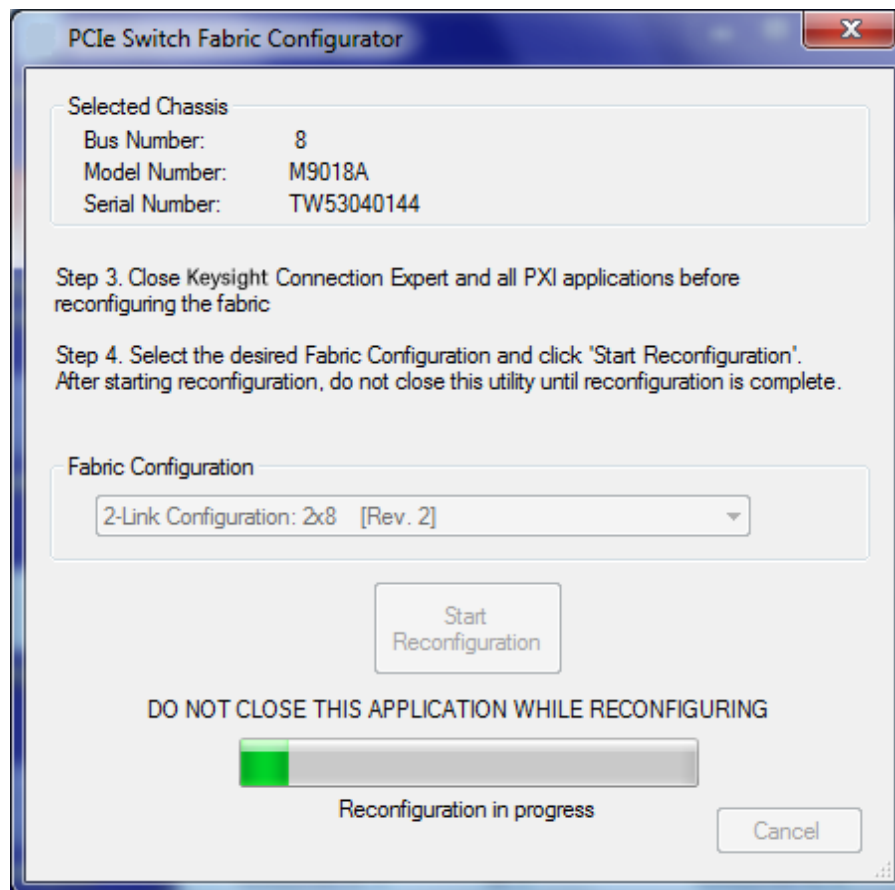 PCIe Switch Fabric Configurator
Selected Chassis
Bus Number: 8
Model Number: M9018A
Serial Number: TW53040144
Step 3. Close Keysight Connection Expert and all PXI applications before
reconfiguring the fabric
Step 4. Select the desired Fabric Configuration and click 'Start Reconfiguration'.
After starting reconfiguration, do not close this utility until reconfiguration is complete.
Fabric Configuration
2-Link Configuration: 2x8 [Rev. 2]
Start
Reconfiguration
DO NOT CLOSE THIS APPLICATION WHILE RECONFIGURING
Reconfiguration in progress
Cancel